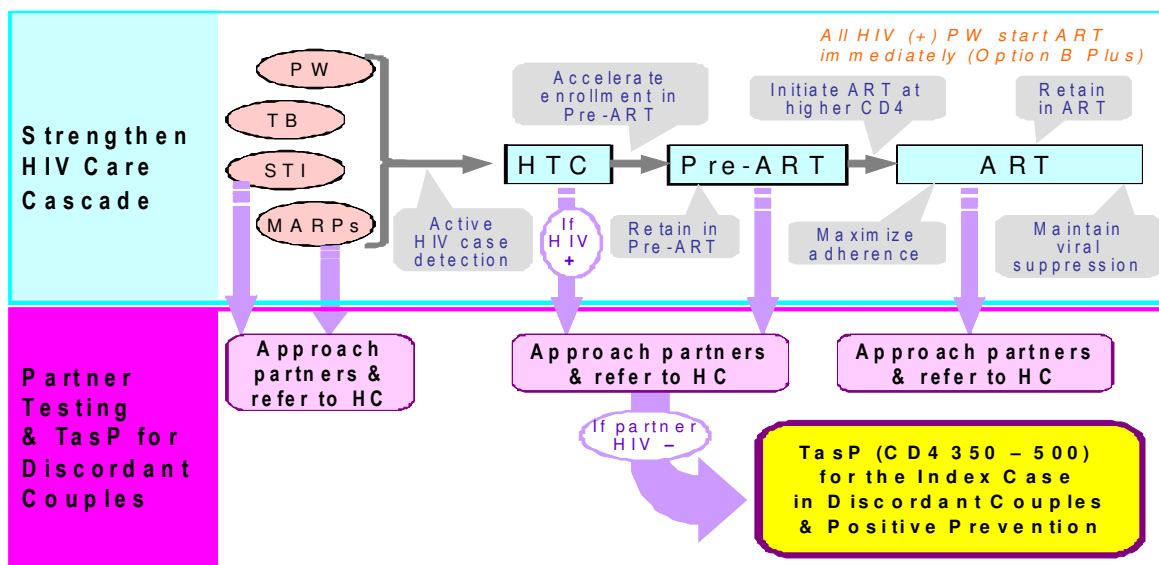 All HIV (+) PW start ART
immediately (Option B Plus)
Strengthen
HIV Care
Cascade
PW
TB
STI
MARPs
Active
HIV case
detection
HTC
Accelerate
enrollment in
Pre-ART
Pre-ART
Retain in
Pre-ART
Initiate ART at
higher CD4
ART
Retain
in ART
Maximize
adherence
Maintain
viral
suppression
If
HIV
+
Partner
Testing
& TasP for
Discordant
Couples
Approach
partners &
refer to HC
Approach partners
& refer to HC
Approach partners
& refer to HC
If partner
HIV –
TasP (CD4 350 – 500)
for the Index Case
in Discordant Couples
& Positive Prevention